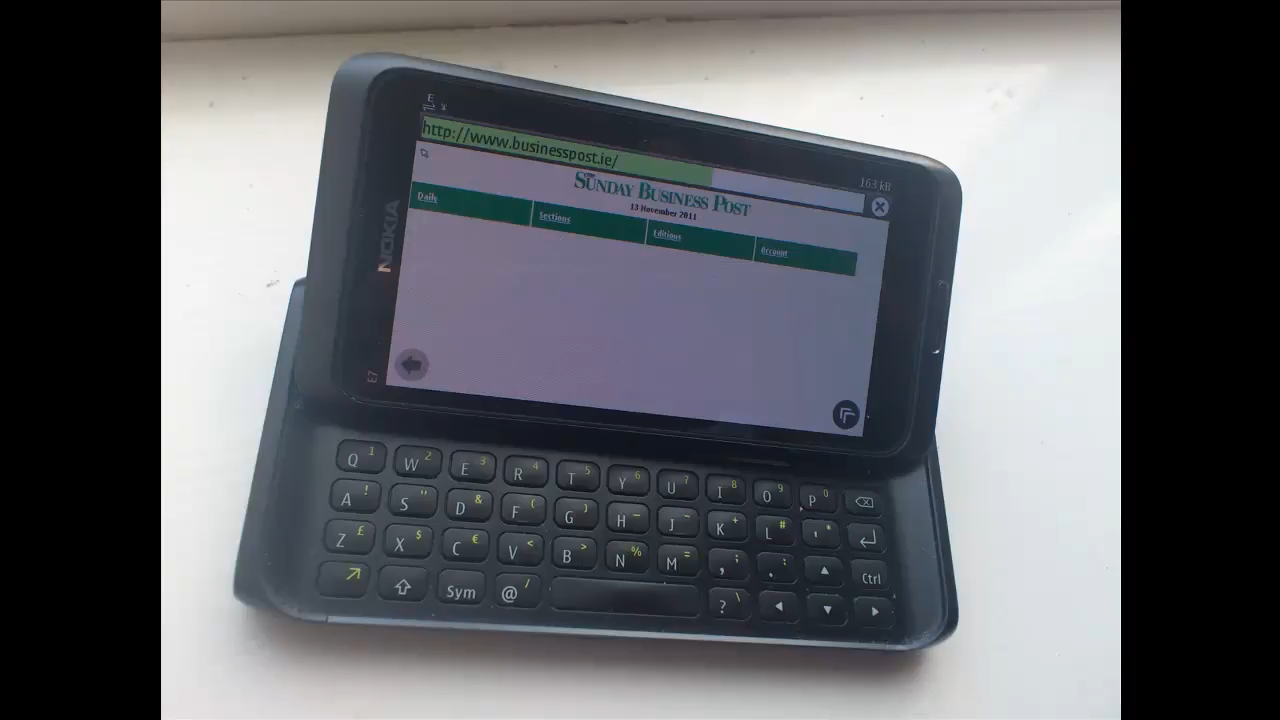 E
http://www.businesspost.ie/
163 kB
THE
SUNDAY BUSINESS POST
13 November 2011
Daily
Sections
Editions
Account
NOKIA
E7
Q 1 W 2 E 3 R 4 T 5 Y 6 U 7 I 8 O 9 P 0
A ! S " D & F ( G ) H - J _ K + L # ' *
Z £ X $ C € V < B > N % M = , ; . :
Ctrl
Sym @ / ? \